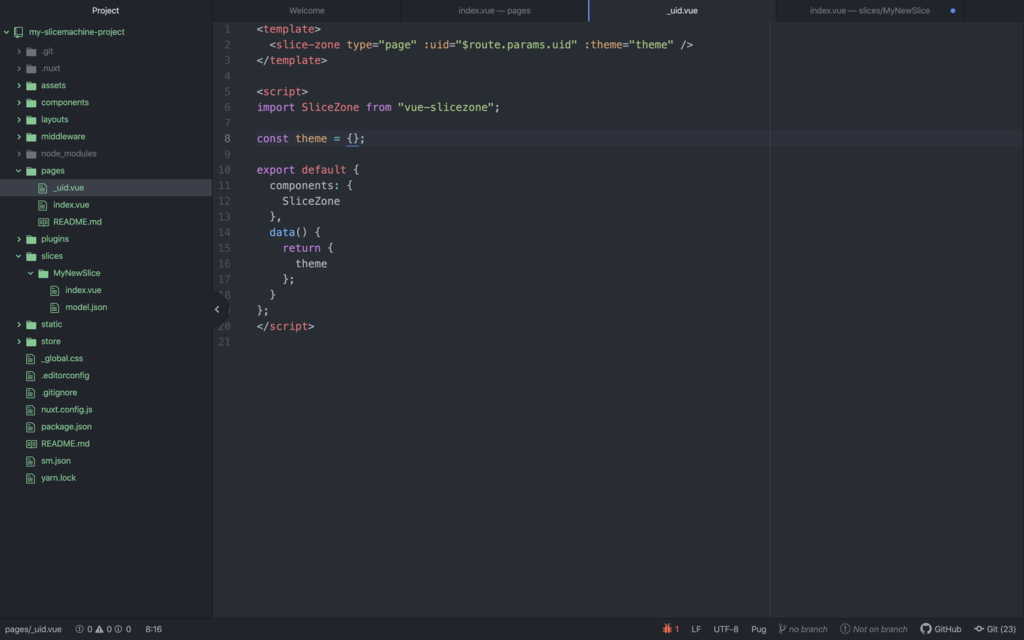 Project
Welcome
index.vue — pages
_uid.vue
index.vue — slices/MyNewSlice
my-slicemachine-project
.git
.nuxt
assets
components
layouts
middleware
node_modules
pages
_uid.vue
index.vue
README.md
plugins
slices
MyNewSlice
index.vue
model.json
static
store
_global.css
.editorconfig
.gitignore
nuxt.config.js
package.json
README.md
sm.json
yarn.lock
1 <template>
2   <slice-zone type="page" :uid="$route.params.uid" :theme="theme" />
3 </template>
4
5 <script>
6 import SliceZone from "vue-slicezone";
7
8 const theme = {};
9
10 export default {
11   components: {
12     SliceZone
13   },
14   data() {
15     return {
16       theme
17     };
18   }
};
20 </script>
21
pages/_uid.vue 0 0 0 8:16
1 LF UTF-8 Pug no branch Not on branch GitHub Git (23)